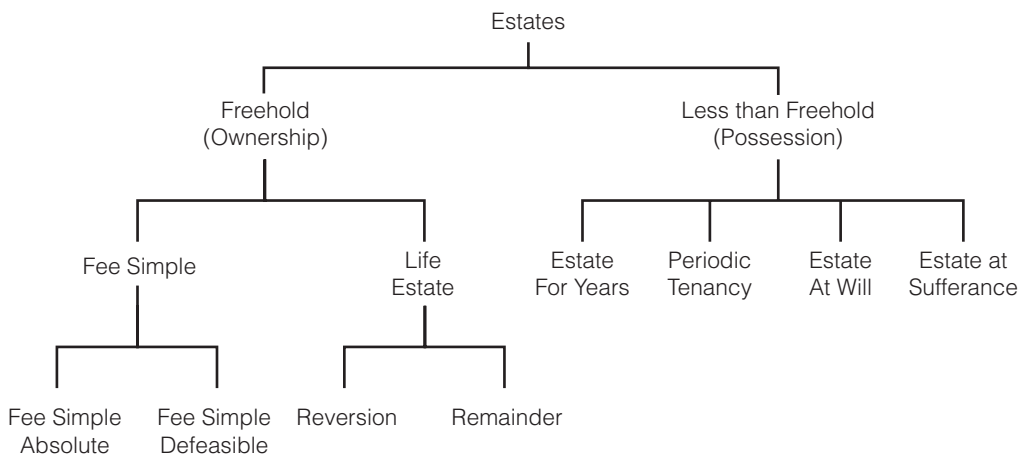 Estates
Freehold
(Ownership)
Less than Freehold
(Possession)
Fee Simple
Life
Estate
Estate
For Years
Periodic
Tenancy
Estate
At Will
Estate at
Sufferance
Fee Simple
Absolute
Fee Simple
Defeasible
Reversion
Remainder